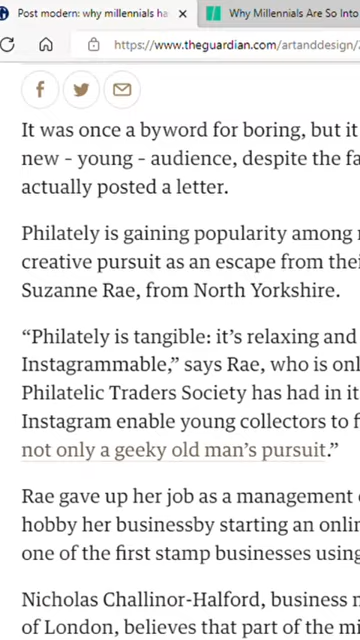 Post modern: why millennials ha
Why Millennials Are So Into
https://www.theguardian.com/artanddesign/
It was once a byword for boring, but it
new – young – audience, despite the fa
actually posted a letter.
Philately is gaining popularity among
creative pursuit as an escape from thei
Suzanne Rae, from North Yorkshire.
“Philately is tangible: it’s relaxing and
Instagrammable,” says Rae, who is onl
Philatelic Traders Society has had in it
Instagram enable young collectors to f
not only a geeky old man’s pursuit.”
Rae gave up her job as a management
hobby her businessby starting an onli
one of the first stamp businesses using
Nicholas Challinor-Halford, business
of London, believes that part of the mi